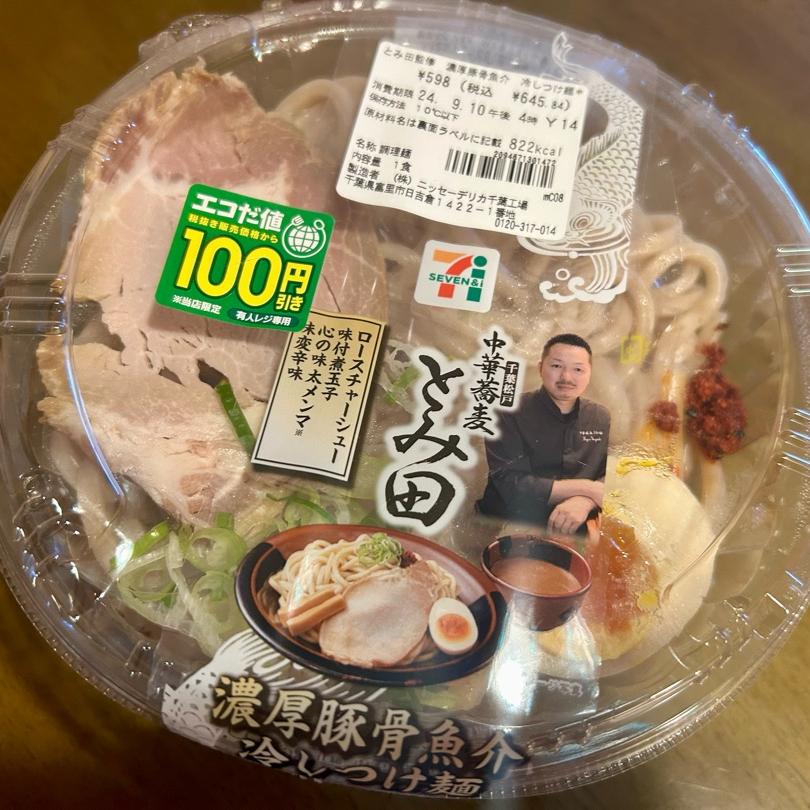 とみ田監修 濃厚豚骨魚介 冷しつけ麺*
¥598 (税込 ¥645.84)
消費期限 24. 9.10 午後 4時 Y14
保存方法 10℃以下
原材料名は裏面ラベルに記載 822kcal
2094671301472
名称 調理麺
内容量 1食 mC08
製造者 (株)ニッセーデリカ千葉工場
千葉県富里市日吉倉1422-1番地
0120-317-014
エコだ値
税抜き販売価格から
100円引き
※当店限定 有人レジ専用
SEVEN&i
ロースチャーシュー
味付煮玉子
心の味 太メンマ※
味変辛味
千葉松戸
中華蕎麦
とみ田
濃厚豚骨魚介
冷しつけ麺